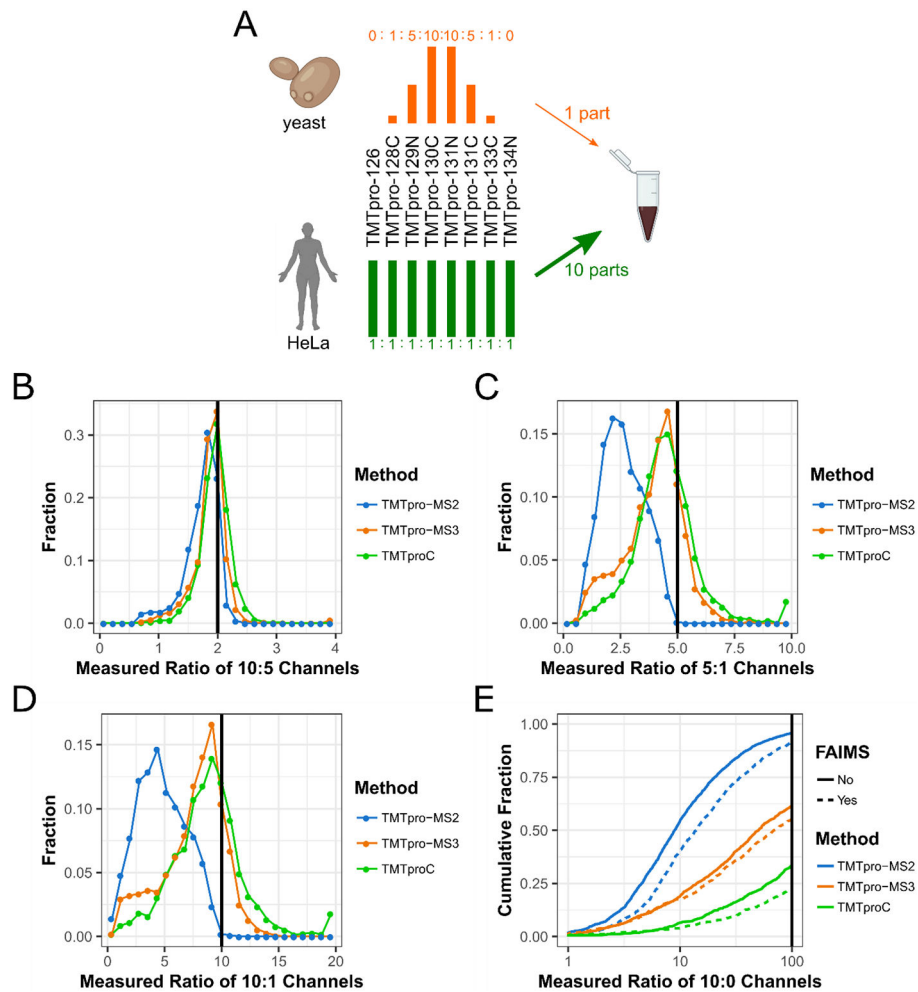 A
0:1:5:10:10:5:1:0
yeast
1 part
TMTpro-126
TMTpro-128C
TMTpro-129N
TMTpro-130C
TMTpro-131N
TMTpro-131C
TMTpro-133C
TMTpro-134N
10 parts
HeLa
1:1:1:1:1:1:1:1
B
0.3
0.2
0.1
0.0
Fraction
0 1 2 3 4
Measured Ratio of 10:5 Channels
Method
TMTpro-MS2
TMTpro-MS3
TMTproC
C
0.15
0.10
0.05
0.00
Fraction
0.0 2.5 5.0 7.5 10.0
Measured Ratio of 5:1 Channels
Method
TMTpro-MS2
TMTpro-MS3
TMTproC
D
0.15
0.10
0.05
0.00
Fraction
0 5 10 15 20
Measured Ratio of 10:1 Channels
Method
TMTpro-MS2
TMTpro-MS3
TMTproC
E
1.00
0.75
0.50
0.25
0.00
Cumulative Fraction
1 10 100
Measured Ratio of 10:0 Channels
FAIMS
No
Yes
Method
TMTpro-MS2
TMTpro-MS3
TMTproC